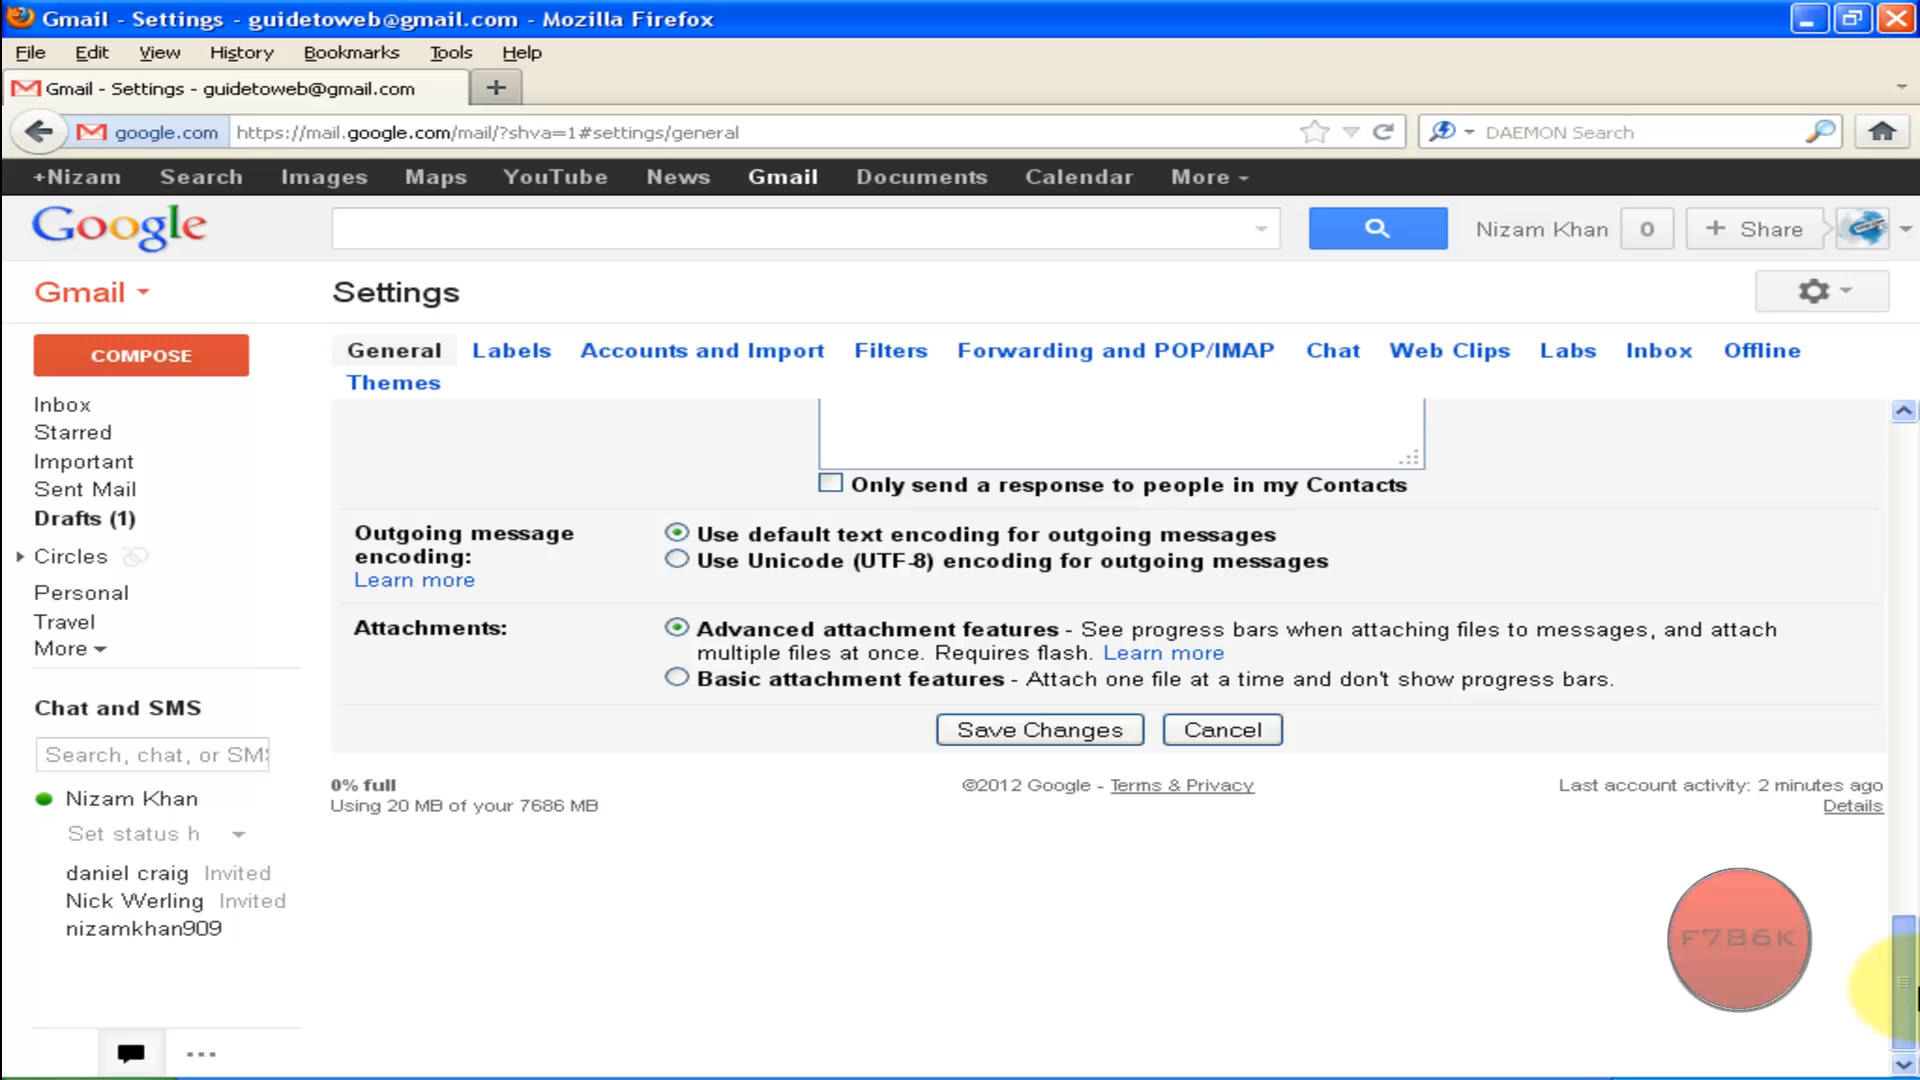 Gmail - Settings - guidetoweb@gmail.com - Mozilla Firefox
File Edit View History Bookmarks Tools Help
Gmail - Settings - guidetoweb@gmail.com
google.com https://mail.google.com/mail/?shva=1#settings/general DAEMON Search
+Nizam Search Images Maps YouTube News Gmail Documents Calendar More
Google Nizam Khan 0 + Share
Gmail Settings
COMPOSE General Labels Accounts and Import Filters Forwarding and POP/IMAP Chat Web Clips Labs Inbox Offline
Themes
Inbox
Starred
Important
Sent Mail
Drafts (1)
Circles
Personal
Travel
More
Chat and SMS
Search, chat, or SMS
Nizam Khan
Set status h
daniel craig Invited
Nick Werling Invited
nizamkhan909
Only send a response to people in my Contacts
Outgoing message
encoding:
Learn more
Use default text encoding for outgoing messages
Use Unicode (UTF-8) encoding for outgoing messages
Attachments:
Advanced attachment features - See progress bars when attaching files to messages, and attach
multiple files at once. Requires flash. Learn more
Basic attachment features - Attach one file at a time and don't show progress bars.
Save Changes Cancel
0% full
Using 20 MB of your 7686 MB
©2012 Google - Terms & Privacy
Last account activity: 2 minutes ago
Details
F7B6K